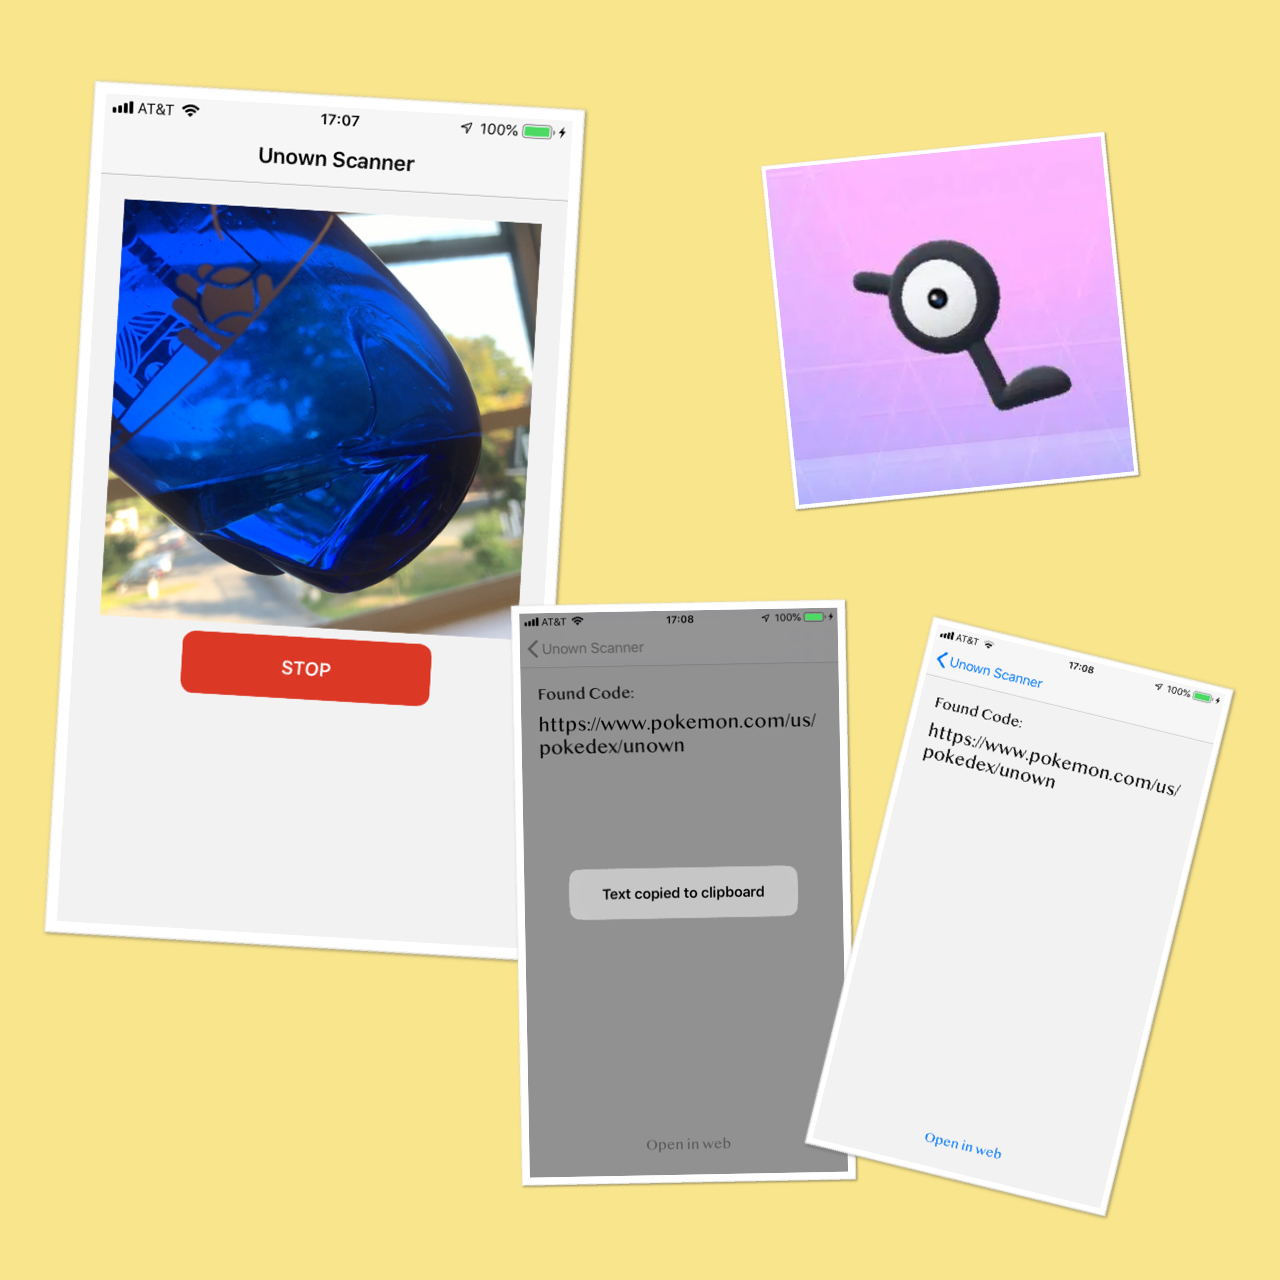 AT&T 17:07 100%
Unown Scanner
STOP
AT&T 17:08 100%
Unown Scanner
Found Code:
https://www.pokemon.com/us/
pokedex/unown
Text copied to clipboard
Open in web
AT&T 17:08 100%
Unown Scanner
Found Code:
https://www.pokemon.com/us/
pokedex/unown
Open in web